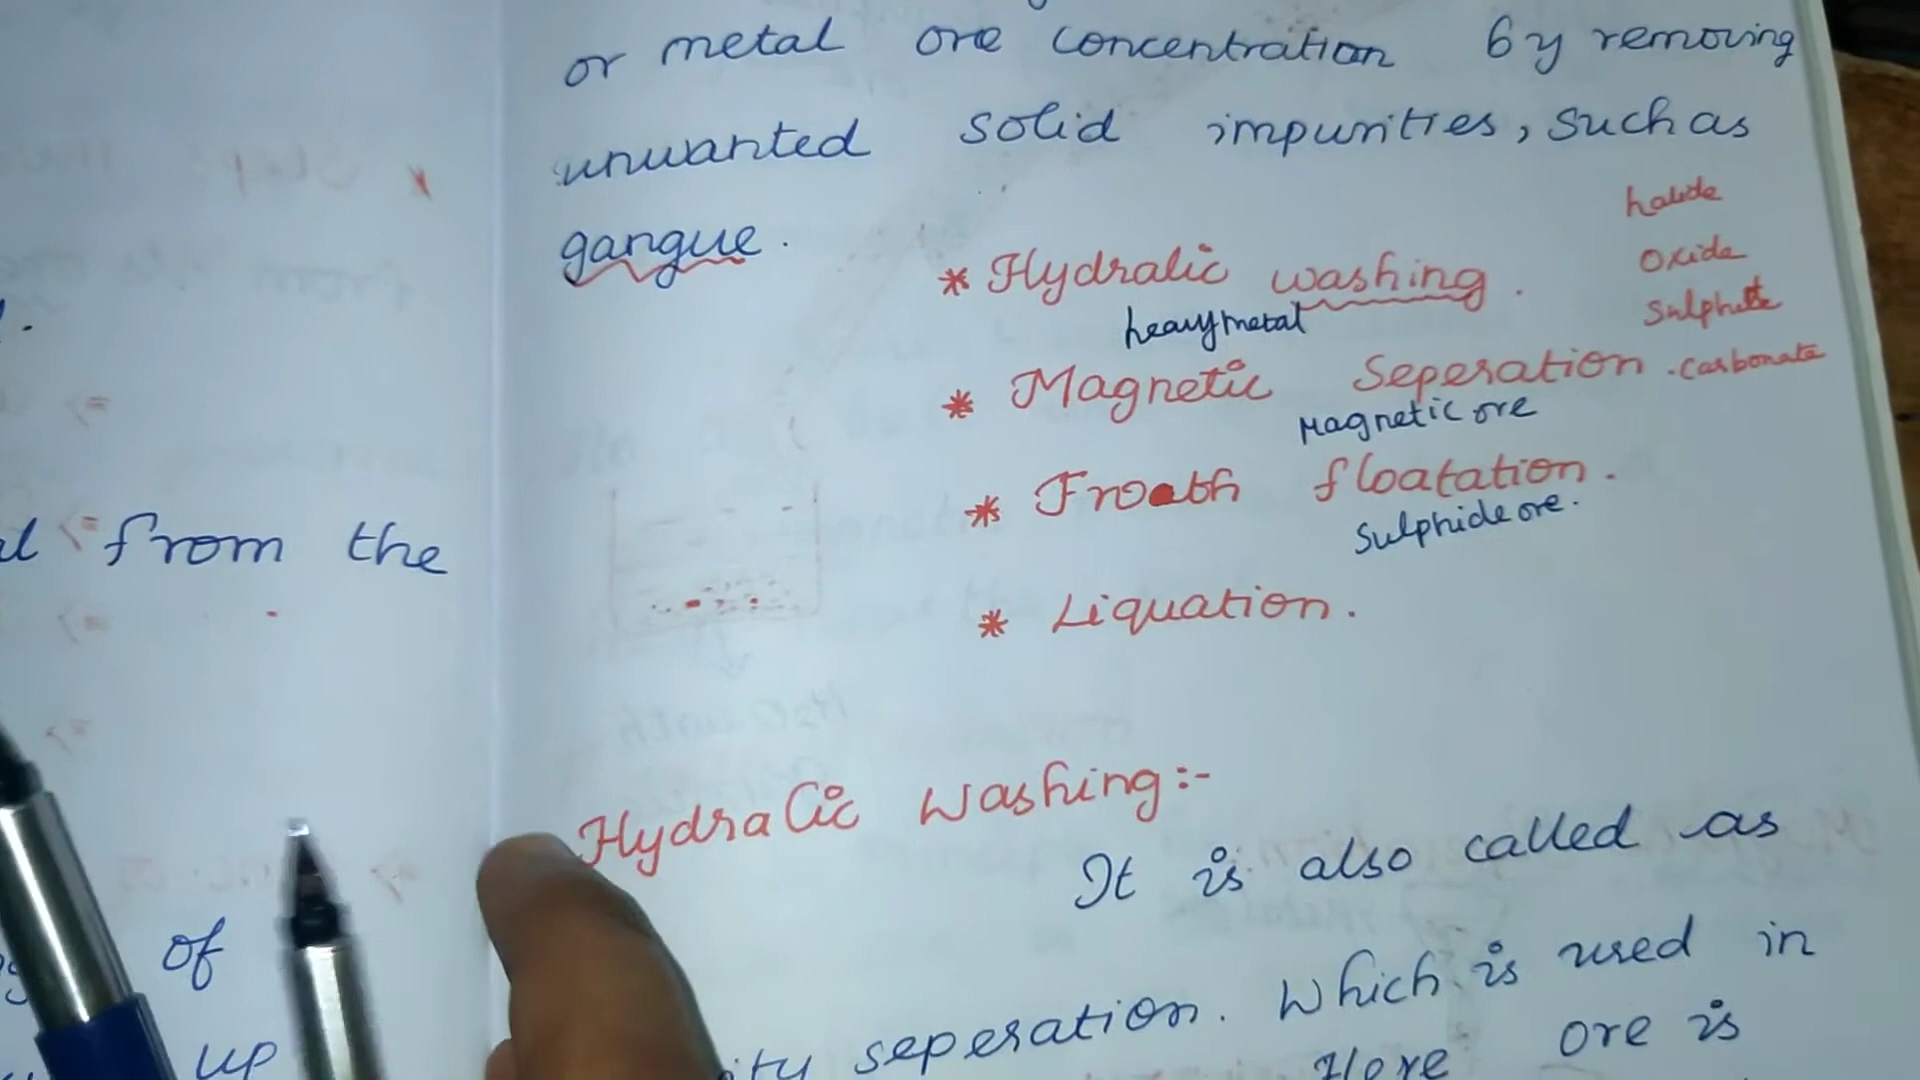 or metal ore concentration by removing
unwanted solid impurities, such as
gangue.
halide
oxide
* Hydralic washing.
Sulphate
heavy metal
* Magnetic Seperation.
carbonate
Magnetic ore
* Froath floatation.
Sulphide ore.
* Liquation.
from the
of
up
Hydralic Washing:-
It is also called as
seperation. Which is used in
Here ore is